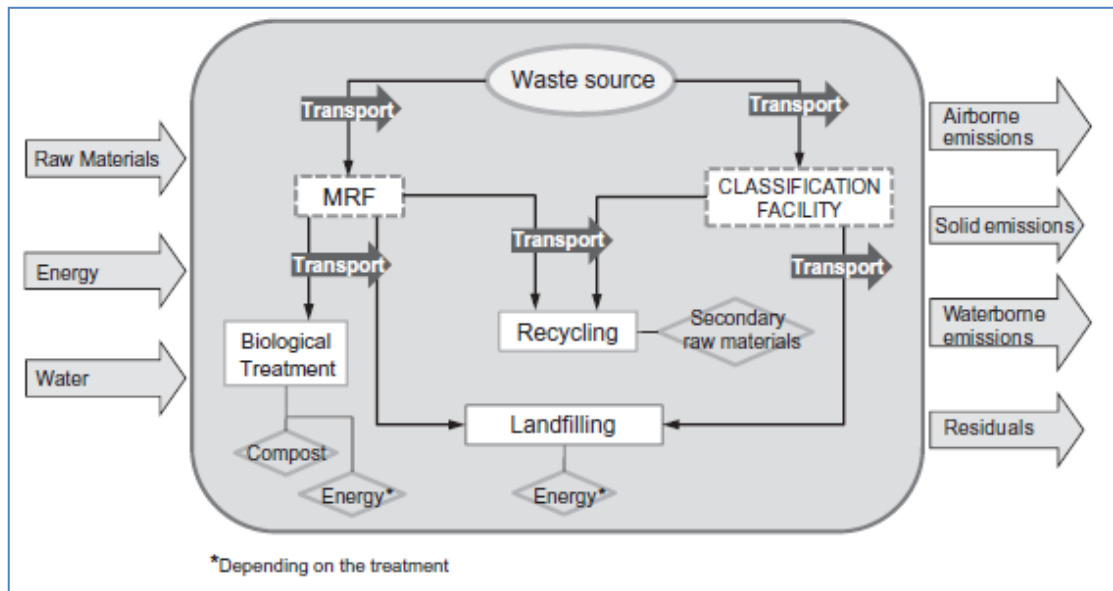 Waste source
Transport
Transport
Airborne
emissions
Raw Materials
MRF
CLASSIFICATION
FACILITY
Solid emissions
Transport
Transport
Transport
Energy
Waterborne
emissions
Biological
Treatment
Recycling
Secondary
raw materials
Water
Landfilling
Residuals
Compost
Energy*
Energy*
*Depending on the treatment